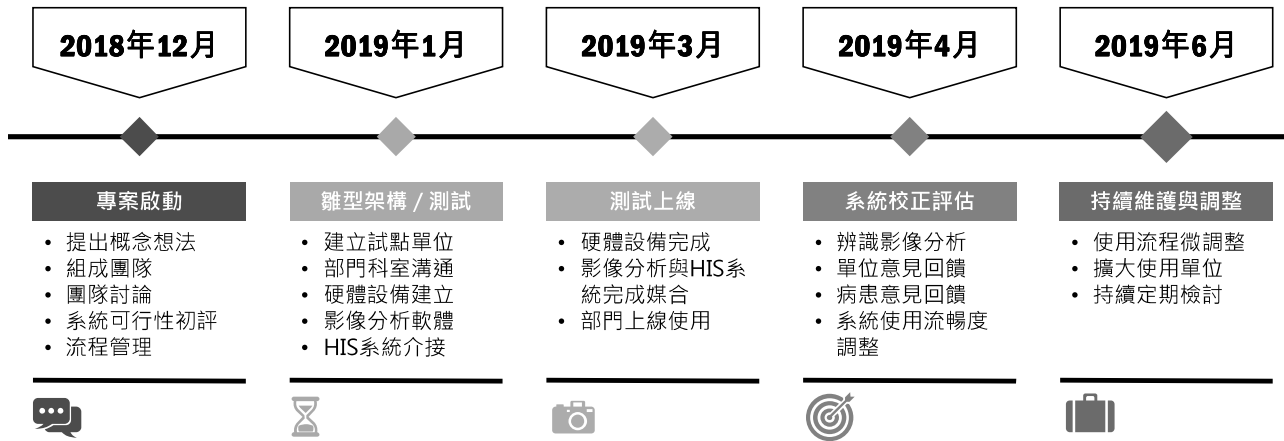 2018年12月
2019年1月
2019年3月
2019年4月
2019年6月
專案啟動
• 提出概念想法
• 組成團隊
• 團隊討論
• 系統可行性初評
• 流程管理
雛型架構 / 測試
• 建立試點單位
• 部門科室溝通
• 硬體設備建立
• 影像分析軟體
• HIS系統介接
測試上線
• 硬體設備完成
• 影像分析與HIS系
統完成媒合
• 部門上線使用
系統校正評估
• 辨識影像分析
• 單位意見回饋
• 病患意見回饋
• 系統使用流暢度
調整
持續維護與調整
• 使用流程微調整
• 擴大使用單位
• 持續定期檢討